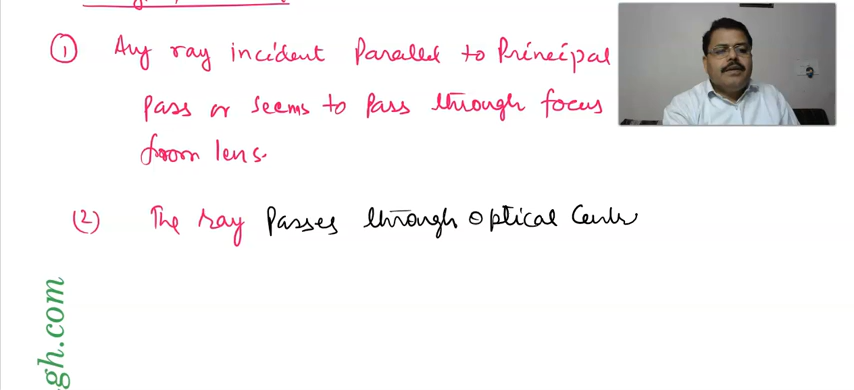 ① Any ray incident Parallel to Principal
Pass or seems to Pass through focus
from lens.
(2) The ray Passes through optical Centr
gh.com